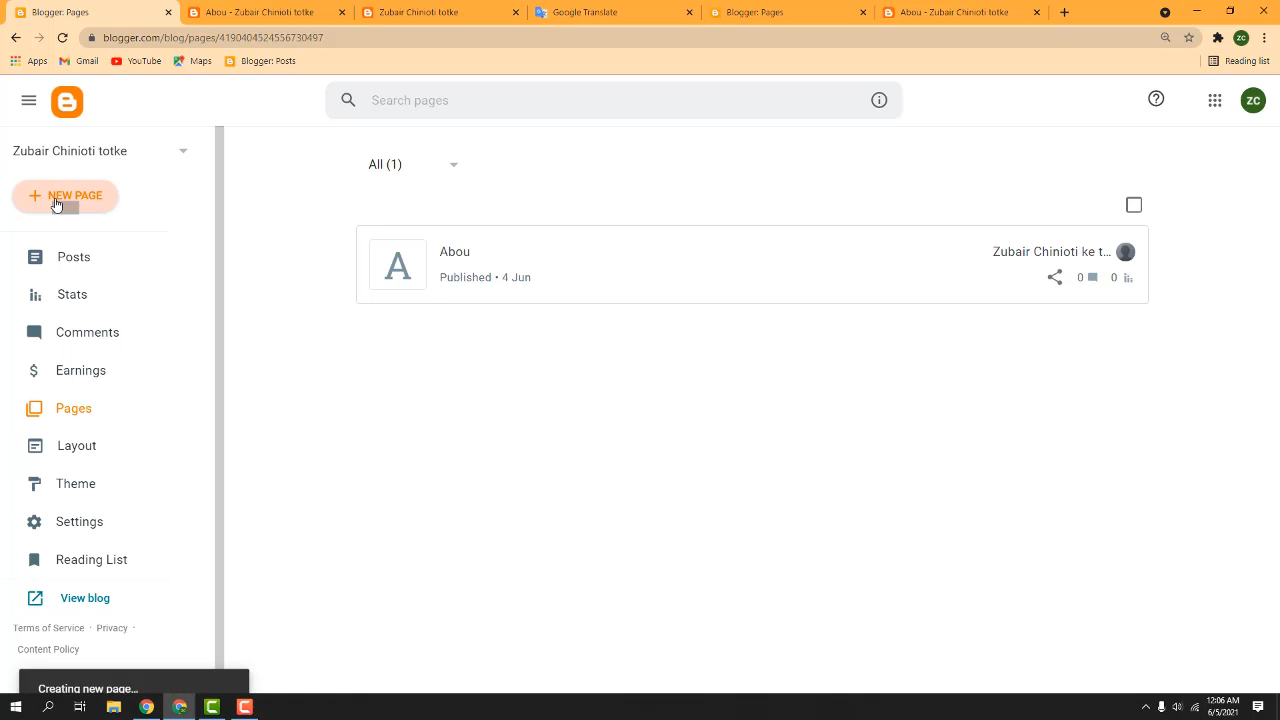 Blogger: Pages
Abou - Zubair Chinioti totke
Zubair Chinioti totke
Google Translate
Blogger: Pages
Abou - Zubair Chinioti totke
blogger.com/blog/pages/4190404524556730497
ZC
Apps
Gmail
YouTube
Maps
Blogger: Posts
Reading list
Search pages
ZC
Zubair Chinioti totke
All (1)
NEW PAGE
A
Abou
Zubair Chinioti ke t...
Published • 4 Jun
0
0
Posts
Stats
Comments
Earnings
Pages
Layout
Theme
Settings
Reading List
View blog
Terms of Service · Privacy ·
Content Policy
Creating new page...
12:06 AM
6/5/2021